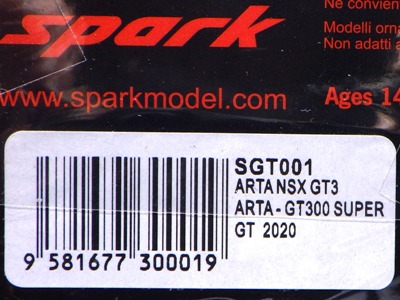 spark
Ne convien
Modelli orna
Non adatti a
www.sparkmodel.com
Ages 14
SGT001
ARTA NSX GT3
ARTA - GT300 SUPER
GT 2020
9 581677 300019